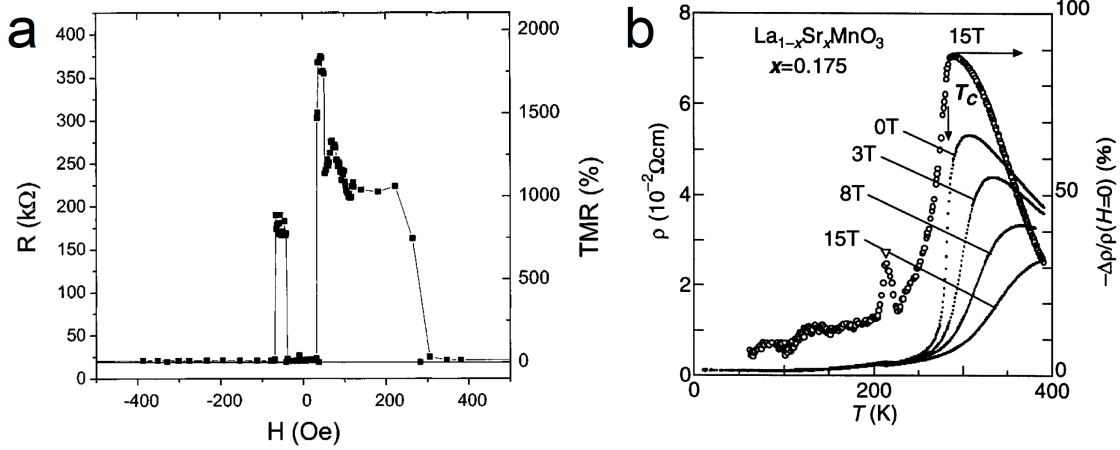 a
R (kΩ)
400
350
300
250
200
150
100
50
0
2000
1500
1000
500
0
TMR (%)
-400
-200
0
200
400
H (Oe)
b
ρ (10⁻²Ωcm)
8
6
4
2
0
La₁₋ₓSrₓMnO₃
x=0.175
15T
T_C
0T
3T
8T
15T
100
50
0
−Δρ/ρ(H=0) (%)
0
200
400
T (K)